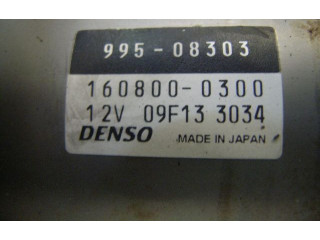 995-08303
160800-0300
12V 09F13 3034
DENSO MADE IN JAPAN